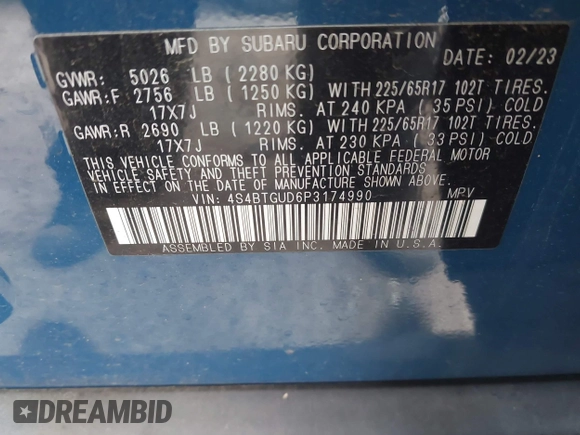 MFD BY SUBARU CORPORATION DATE: 02/23
GVWR: 5026 LB (2280 KG)
GAWR:F 2756 LB (1250 KG) WITH 225/65R17 102T TIRES.
17X7J RIMS. AT 240 KPA (35 PSI) COLD
GAWR:R 2690 LB (1220 KG) WITH 225/65R17 102T TIRES.
17X7J RIMS. AT 230 KPA (33 PSI) COLD
THIS VEHICLE CONFORMS TO ALL APPLICABLE FEDERAL MOTOR
VEHICLE SAFETY AND THEFT PREVENTION STANDARDS IN
EFFECT ON THE DATE OF MANUFACTURE SHOWN ABOVE.
VIN: 4S4BTGUD6P3174990 MPV
ASSEMBLED BY SIA INC. MADE IN U.S.A.
DREAMBID